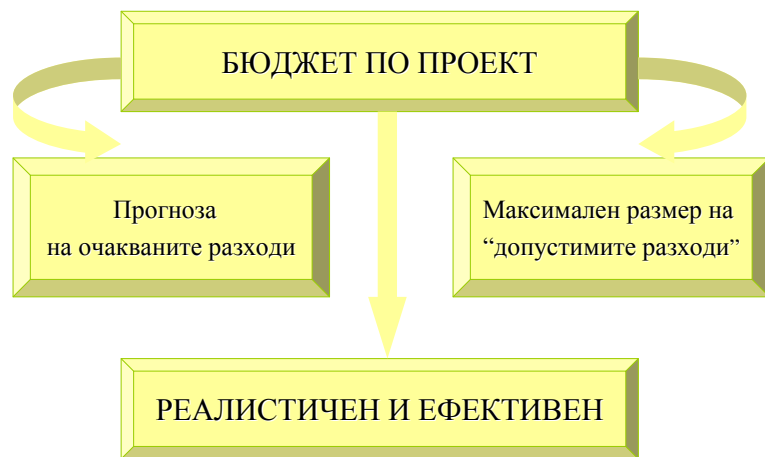 БЮДЖЕТ ПО ПРОЕКТ
Прогноза
на очакваните разходи
Максимален размер на
“допустимите разходи”
РЕАЛИСТИЧЕН И ЕФЕКТИВЕН